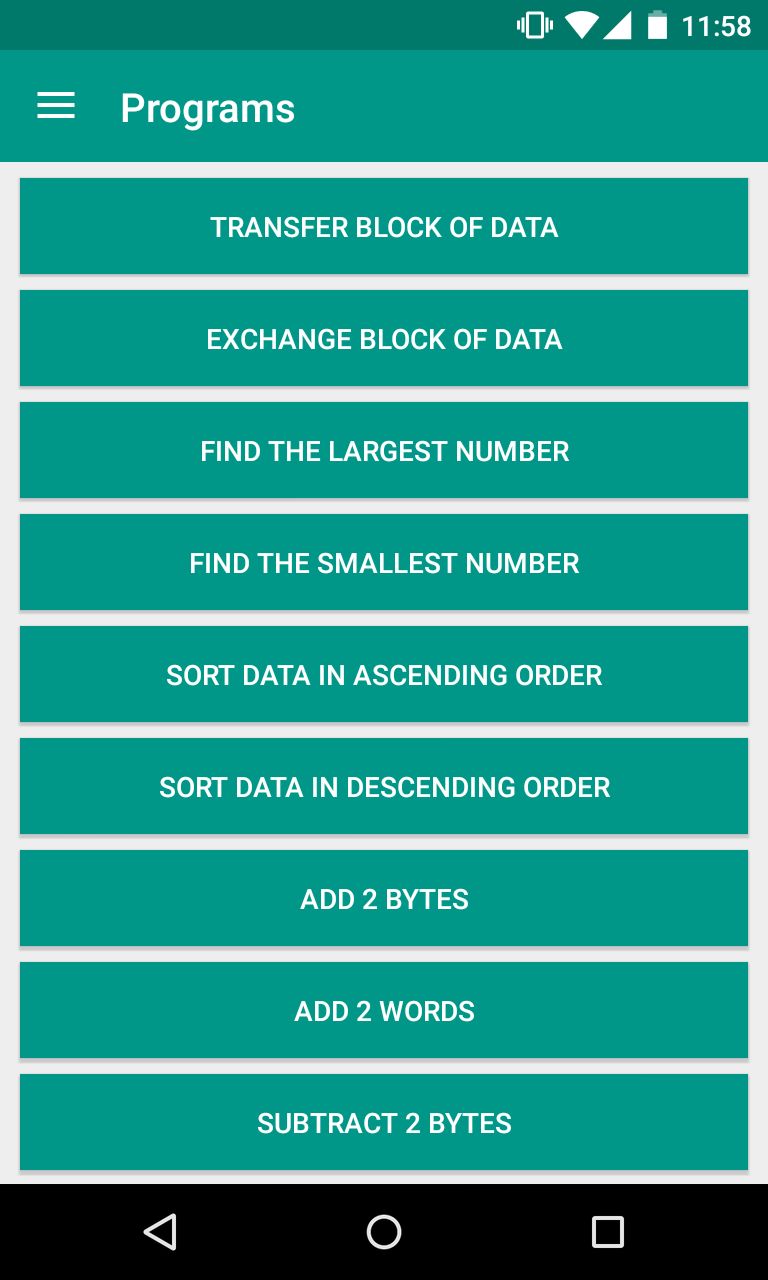 11:58
Programs
TRANSFER BLOCK OF DATA
EXCHANGE BLOCK OF DATA
FIND THE LARGEST NUMBER
FIND THE SMALLEST NUMBER
SORT DATA IN ASCENDING ORDER
SORT DATA IN DESCENDING ORDER
ADD 2 BYTES
ADD 2 WORDS
SUBTRACT 2 BYTES